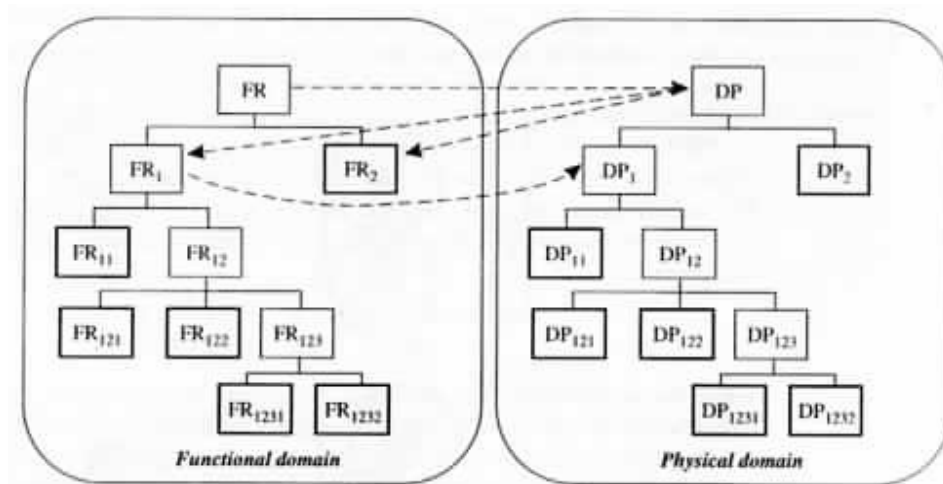 FR DP
FR₁ FR₂ DP₁ DP₂
FR₁₁ FR₁₂ DP₁₁ DP₁₂
FR₁₂₁ FR₁₂₂ FR₁₂₃ DP₁₂₁ DP₁₂₂ DP₁₂₃
FR₁₂₃₁ FR₁₂₃₂ DP₁₂₃₁ DP₁₂₃₂
Functional domain Physical domain